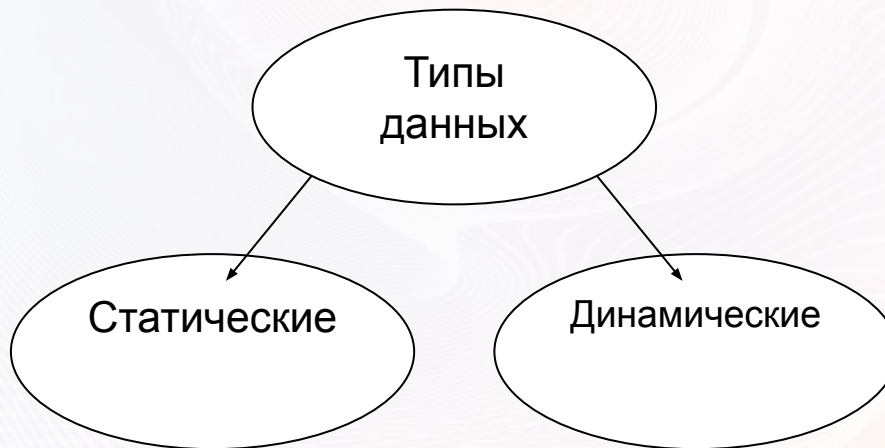 Типы
данных
Статические
Динамические